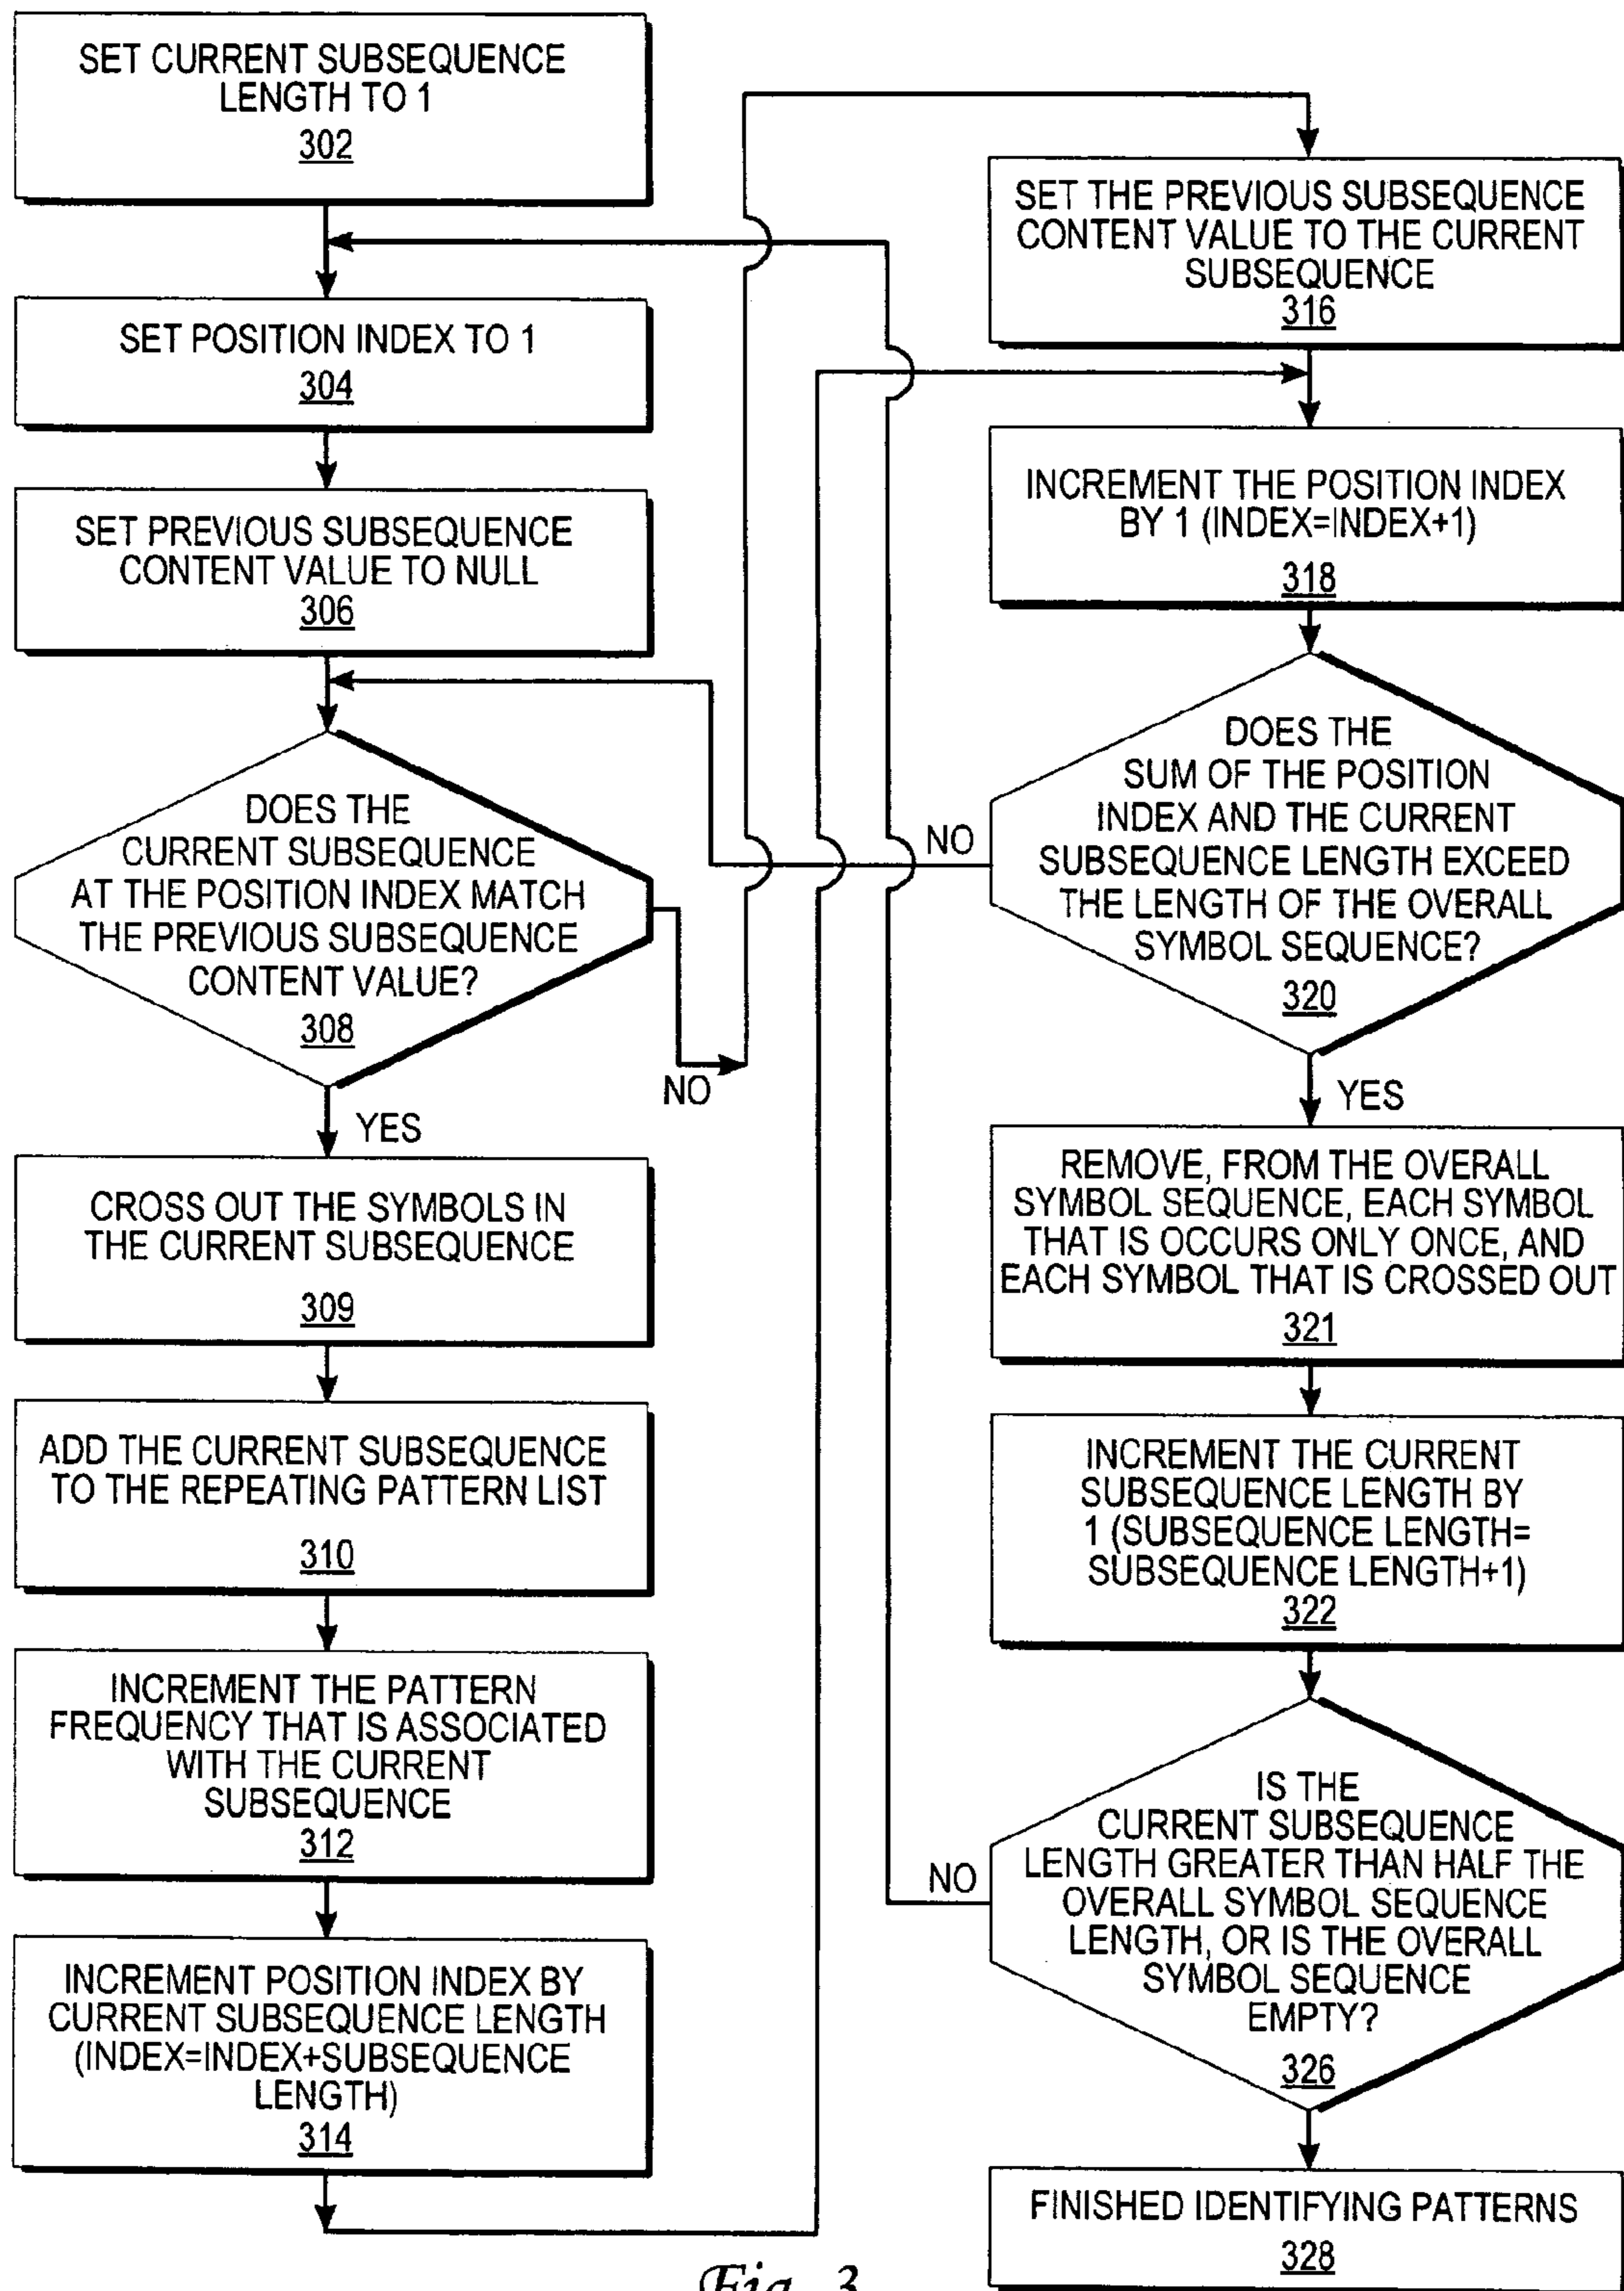 SET CURRENT SUBSEQUENCE
LENGTH TO 1
302
SET POSITION INDEX TO 1
304
SET PREVIOUS SUBSEQUENCE
CONTENT VALUE TO NULL
306
DOES THE
CURRENT SUBSEQUENCE
AT THE POSITION INDEX MATCH
THE PREVIOUS SUBSEQUENCE
CONTENT VALUE?
308
NO
YES
CROSS OUT THE SYMBOLS IN
THE CURRENT SUBSEQUENCE
309
ADD THE CURRENT SUBSEQUENCE
TO THE REPEATING PATTERN LIST
310
INCREMENT THE PATTERN
FREQUENCY THAT IS ASSOCIATED
WITH THE CURRENT
SUBSEQUENCE
312
INCREMENT POSITION INDEX BY
CURRENT SUBSEQUENCE LENGTH
(INDEX=INDEX+SUBSEQUENCE
LENGTH)
314
SET THE PREVIOUS SUBSEQUENCE
CONTENT VALUE TO THE CURRENT
SUBSEQUENCE
316
INCREMENT THE POSITION INDEX
BY 1 (INDEX=INDEX+1)
318
DOES THE
SUM OF THE POSITION
INDEX AND THE CURRENT
SUBSEQUENCE LENGTH EXCEED
THE LENGTH OF THE OVERALL
SYMBOL SEQUENCE?
320
NO
YES
REMOVE, FROM THE OVERALL
SYMBOL SEQUENCE, EACH SYMBOL
THAT IS OCCURS ONLY ONCE, AND
EACH SYMBOL THAT IS CROSSED OUT
321
INCREMENT THE CURRENT
SUBSEQUENCE LENGTH BY
1 (SUBSEQUENCE LENGTH=
SUBSEQUENCE LENGTH+1)
322
IS THE
CURRENT SUBSEQUENCE
LENGTH GREATER THAN HALF THE
OVERALL SYMBOL SEQUENCE
LENGTH, OR IS THE OVERALL
SYMBOL SEQUENCE
EMPTY?
326
NO
FINISHED IDENTIFYING PATTERNS
328
Fig. 3